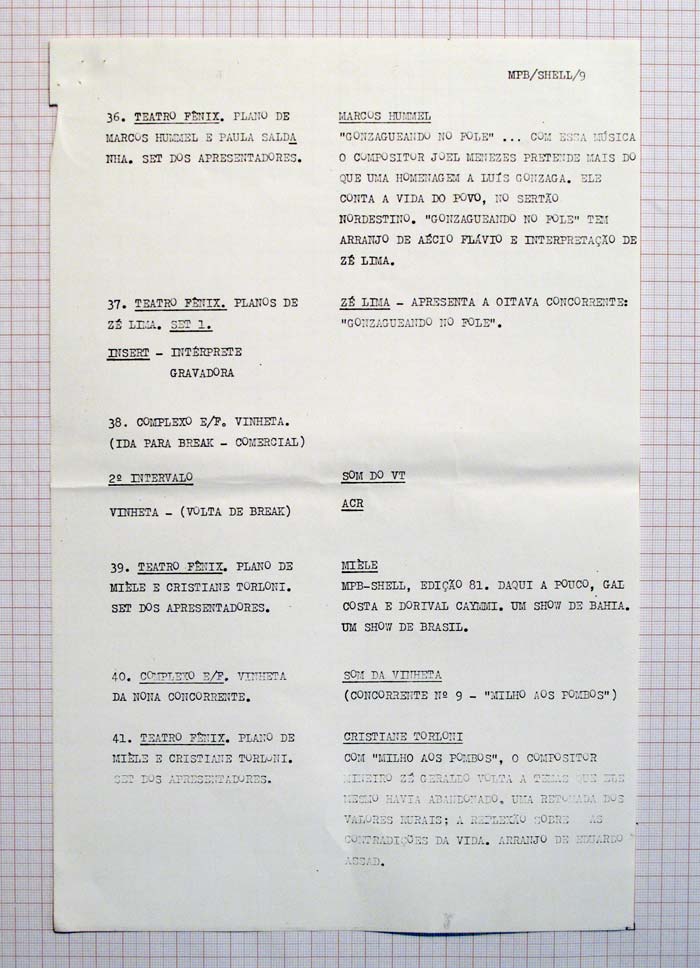 MPB/SHELL/9
36. TEATRO FÊNIX. PLANO DE
MARCOS HUMMEL E PAULA SALDA
NHA. SET DOS APRESENTADORES.
MARCOS HUMMEL
"GONZAGUEANDO NO FOLE" ... COM ESSA MÚSICA
O COMPOSITOR JOEL MENEZES PRETENDE MAIS DO
QUE UMA HOMENAGEM A LUÍS GONZAGA. ELE
CONTA A VIDA DO POVO, NO SERTÃO
NORDESTINO. "GONZAGUEANDO NO FOLE" TEM
ARRANJO DE AÉCIO FLÁVIO E INTERPRETAÇÃO DE
ZÉ LIMA.
37. TEATRO FÊNIX. PLANOS DE
ZÉ LIMA. SET 1.
INSERT - INTÉRPRETE
GRAVADORA
ZÉ LIMA - APRESENTA A OITAVA CONCORRENTE:
"GONZAGUEANDO NO FOLE".
38. COMPLEXO E/F. VINHETA.
(IDA PARA BREAK - COMERCIAL)
2º INTERVALO
VINHETA - (VOLTA DE BREAK)
SOM DO VT
ACR
39. TEATRO FÊNIX. PLANO DE
MIÈLE E CRISTIANE TORLONI.
SET DOS APRESENTADORES.
MIÈLE
MPB-SHELL, EDIÇÃO 81. DAQUI A POUCO, GAL
COSTA E DORIVAL CAYMMI. UM SHOW DE BAHIA.
UM SHOW DE BRASIL.
40. COMPLEXO E/F. VINHETA
DA NONA CONCORRENTE.
SOM DA VINHETA
(CONCORRENTE Nº 9 - "MILHO AOS POMBOS")
41. TEATRO FÊNIX. PLANO DE
MIÈLE E CRISTIANE TORLONI.
SET DOS APRESENTADORES.
CRISTIANE TORLONI
COM "MILHO AOS POMBOS", O COMPOSITOR
MINEIRO ZÉ GERALDO VOLTA A TEMAS QUE ELE
MESMO HAVIA ABANDONADO. UMA RETOMADA DOS
VALORES RURAIS; A REFLEXÃO SOBRE AS
CONTRADIÇÕES DA VIDA. ARRANJO DE EDUARDO
ASSAD.